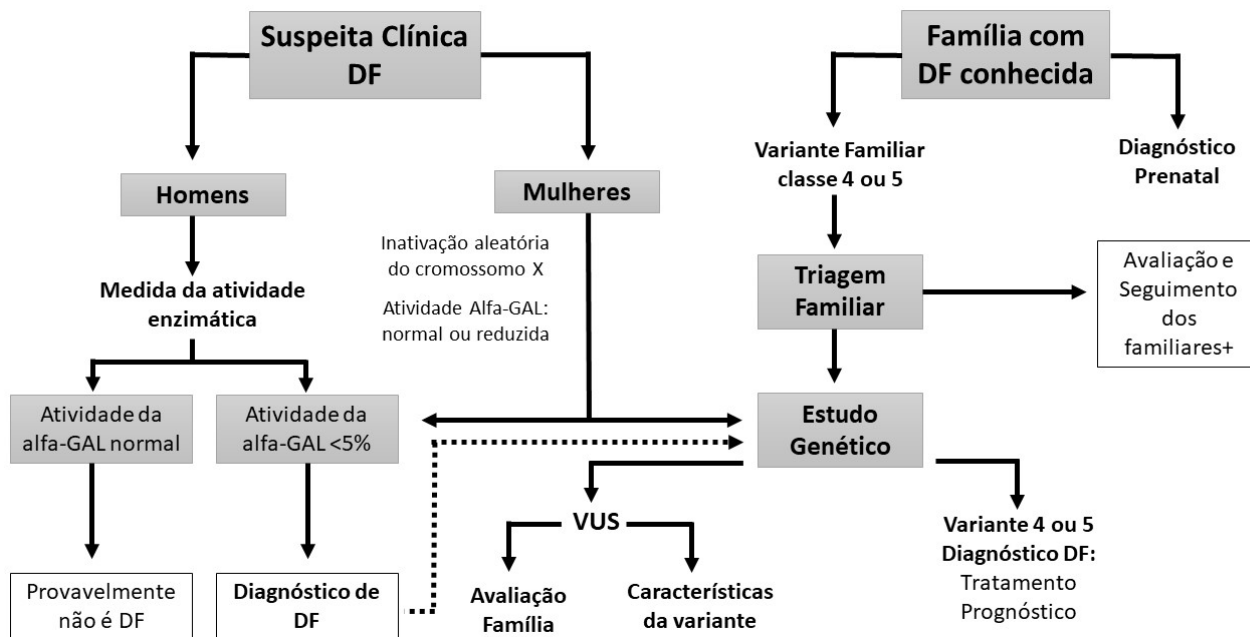 Suspeita Clínica
DF
Família com
DF conhecida
Homens
Mulheres
Variante Familiar
classe 4 ou 5
Diagnóstico
Prenatal
Inativação aleatória
do cromossomo X
Atividade Alfa-GAL:
normal ou reduzida
Medida da atividade
enzimática
Triagem
Familiar
Avaliação e
Seguimento
dos
familiares+
Atividade da
alfa-GAL normal
Atividade da
alfa-GAL <5%
Estudo
Genético
VUS
Provavelmente
não é DF
Diagnóstico de
DF
Avaliação
Família
Características
da variante
Variante 4 ou 5
Diagnóstico DF:
Tratamento
Prognóstico